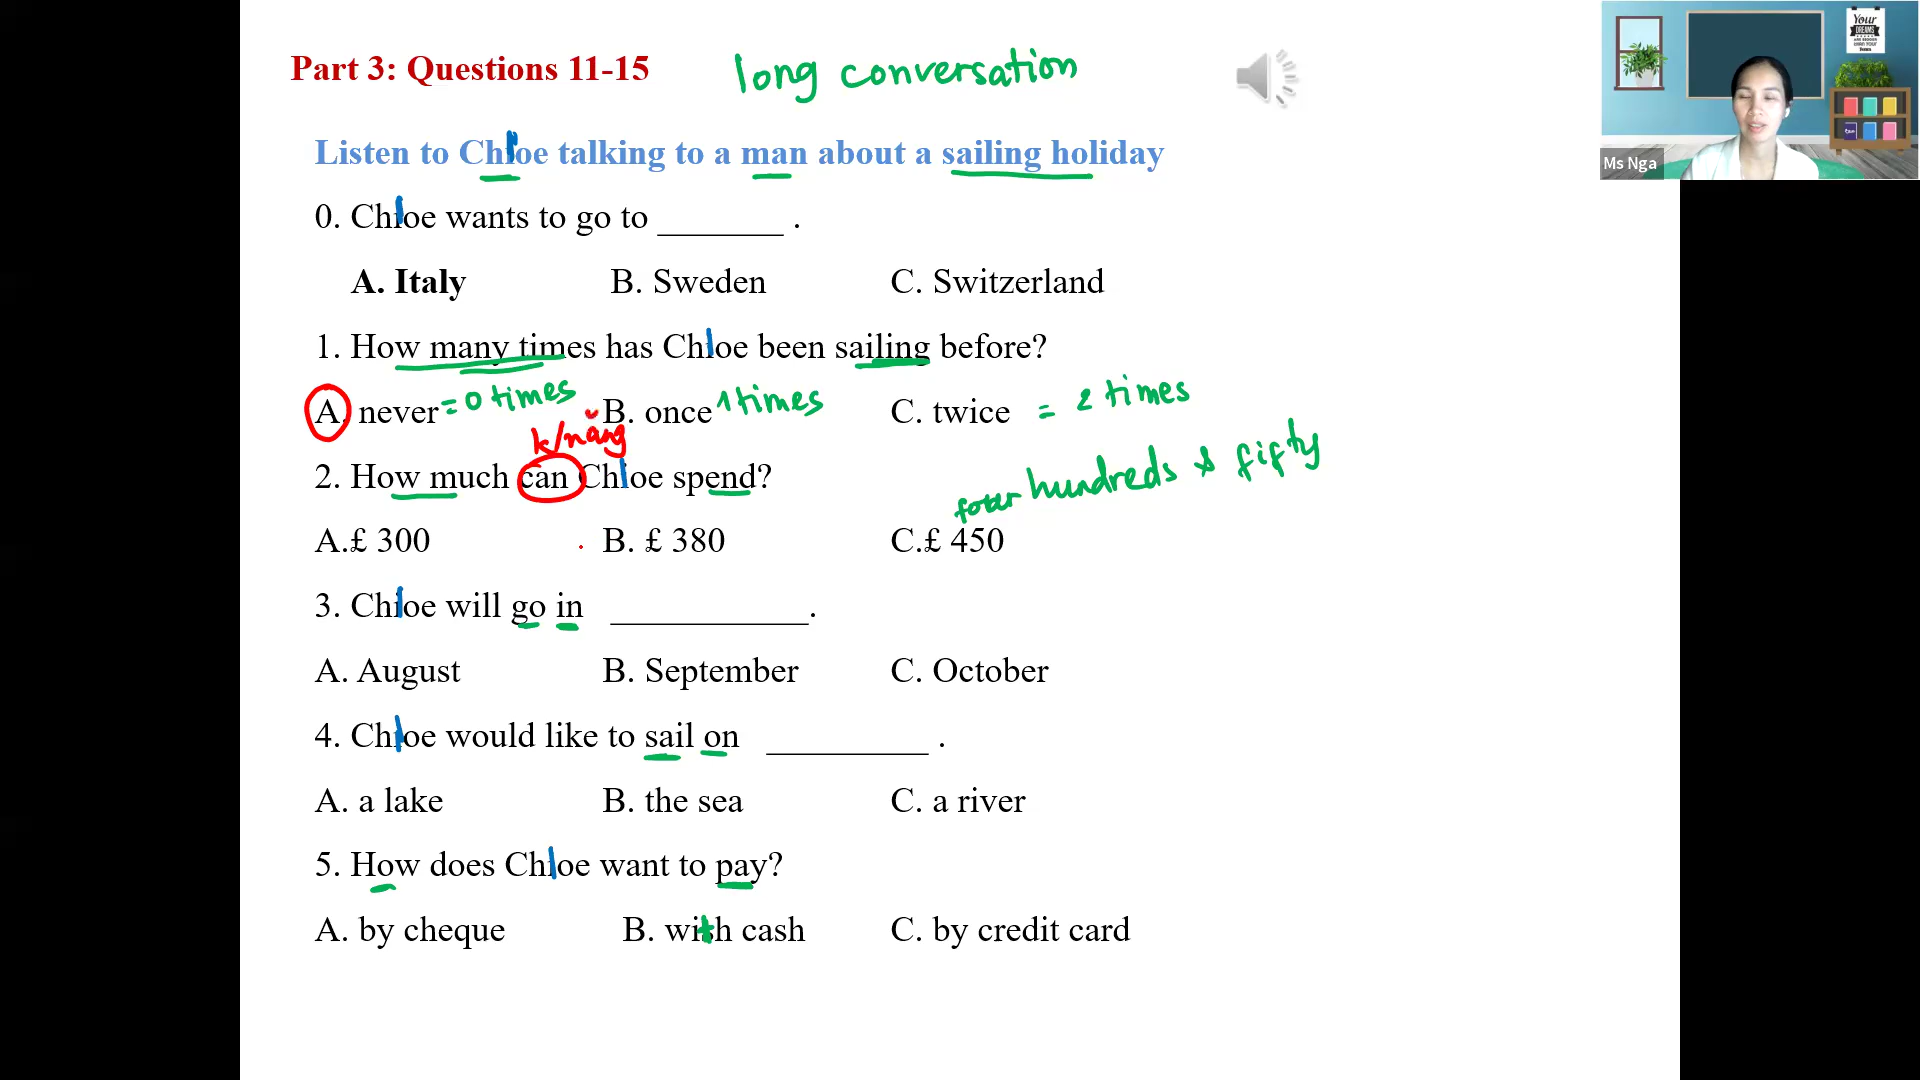 Part 3: Questions 11-15 long conversation
Listen to Chloe talking to a man about a sailing holiday
0. Chloe wants to go to _______ .
A. Italy B. Sweden C. Switzerland
1. How many times has Chloe been sailing before?
A. never = 0 times B. once 1 times C. twice = 2 times
k/năng
2. How much can Chloe spend?
four hundreds & fifty
A.£ 300 B. £ 380 C.£ 450
3. Chloe will go in ___________.
A. August B. September C. October
4. Chloe would like to sail on _________ .
A. a lake B. the sea C. a river
5. How does Chloe want to pay?
A. by cheque B. with cash C. by credit card
Your
DREAMS
Ms Nga